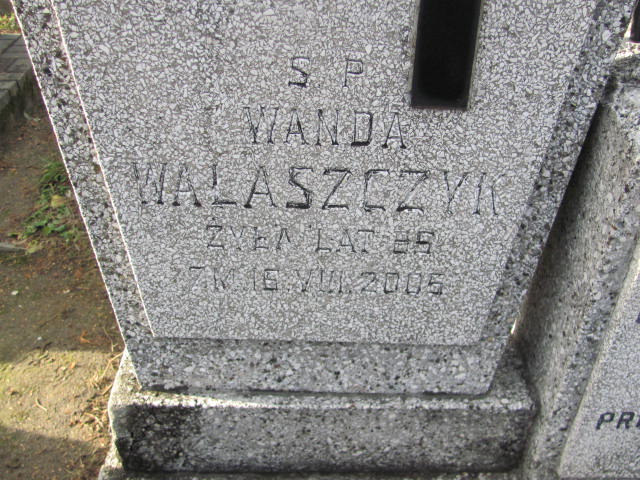 S P
WANDA
WALASZCZYK
ŻYŁA LAT 85
ZM 16 VIII 2005